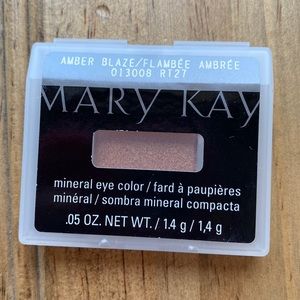 AMBER BLAZE/FLAMBÉE AMBRÉE
013008 RT27
MARY KAY
mineral eye color / fard à paupières
minéral / sombra mineral compacta
.05 OZ. NET WT. / 1.4 g / 1,4 g